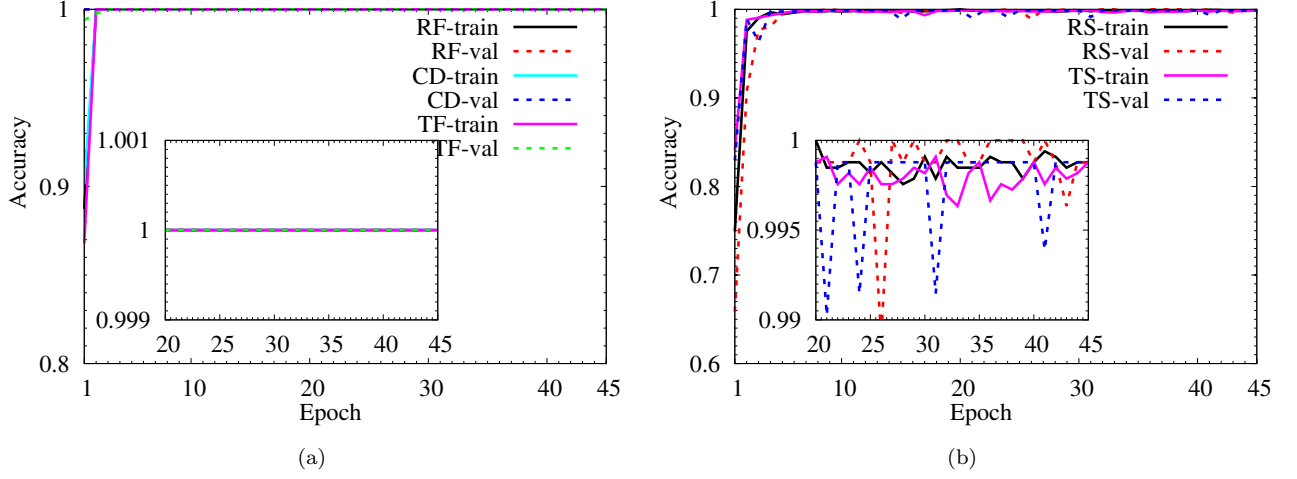 1
RF-train
RF-val
CD-train
CD-val
TF-train
TF-val
Accuracy
0.9
0.8
1.001
1
0.999
20 25 30 35 40 45
1 10 20 30 40 45
Epoch
(a)
1
RS-train
RS-val
TS-train
TS-val
Accuracy
0.9
0.8
0.7
0.6
1
0.995
0.99
20 25 30 35 40 45
1 10 20 30 40 45
Epoch
(b)